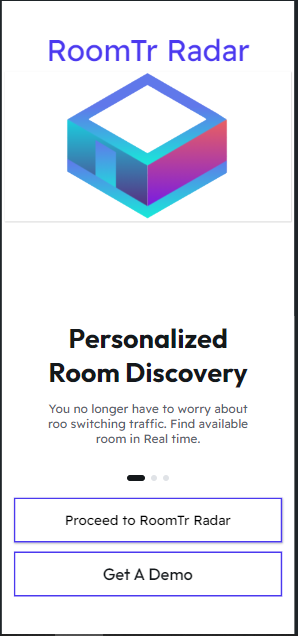 RoomTr Radar
Personalized
Room Discovery
You no longer have to worry about
roo switching traffic. Find available
room in Real time.
Proceed to RoomTr Radar
Get A Demo